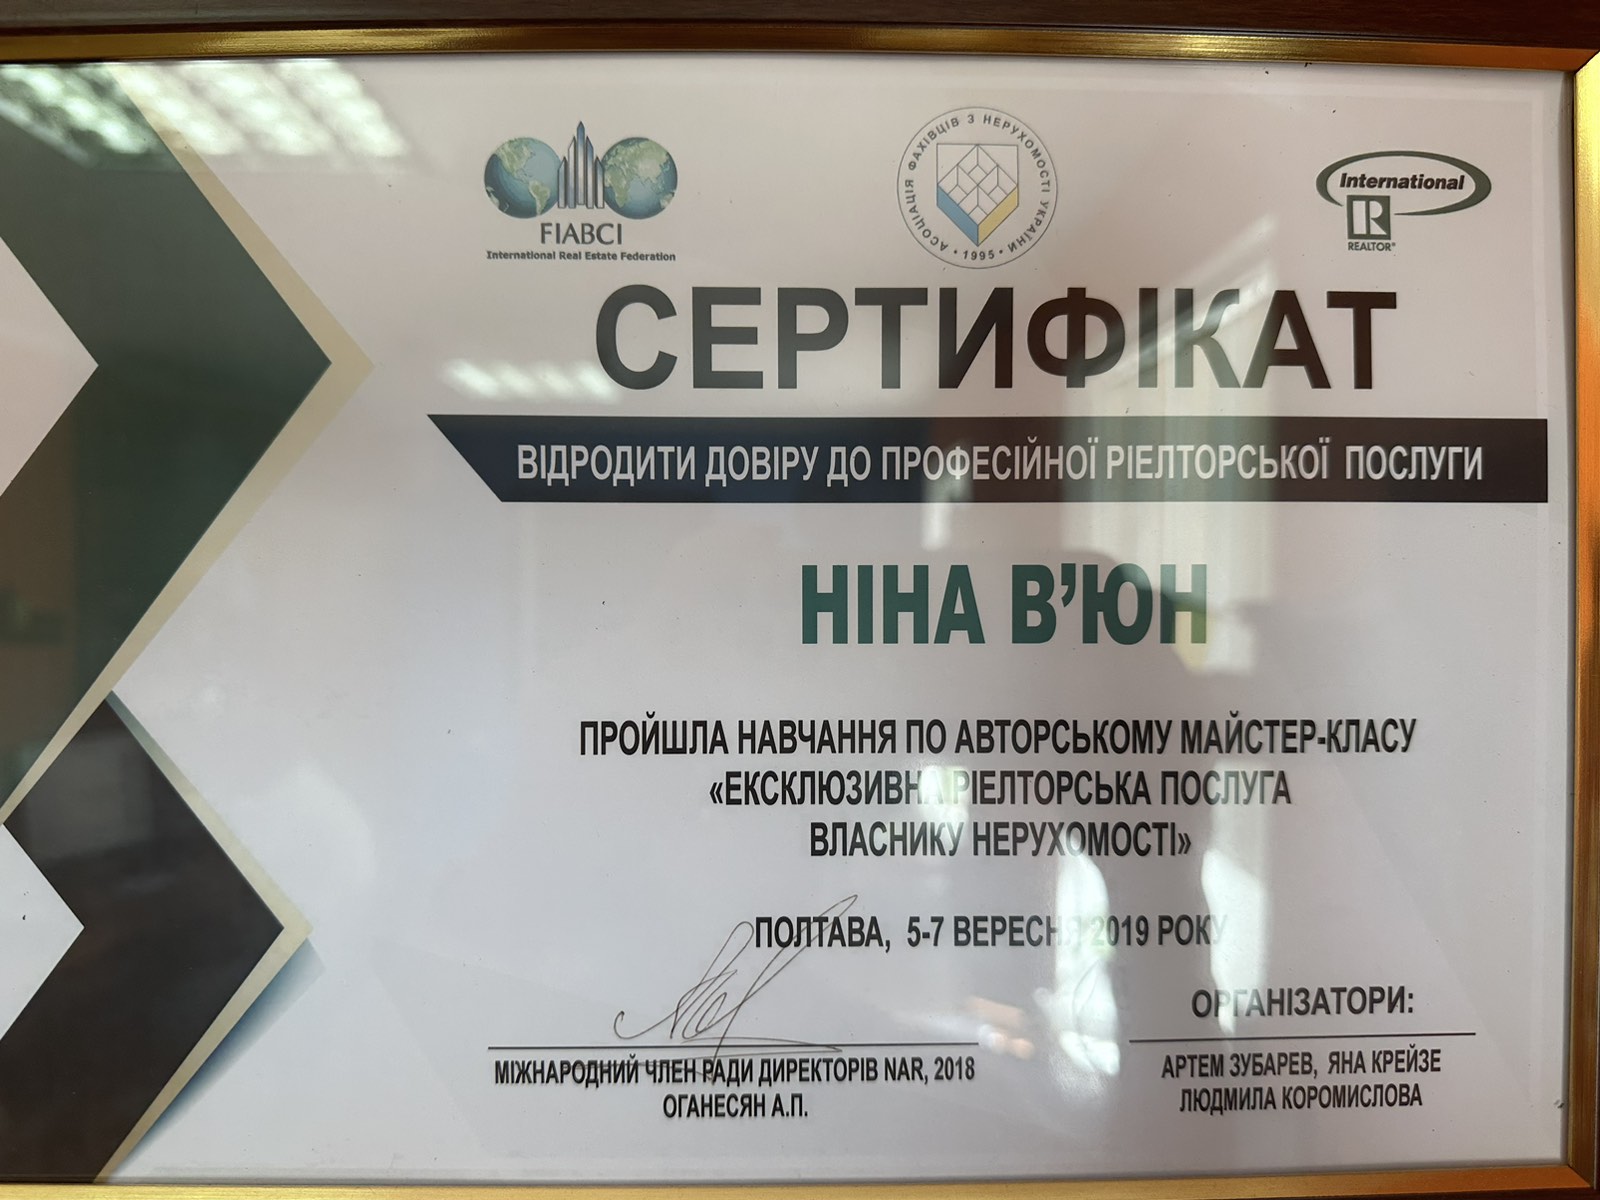 FIABCI
International Real Estate Federation
АСОЦІАЦІЯ ФАХІВЦІВ З НЕРУХОМОСТІ УКРАЇНИ
• 1995 •
International
R
REALTOR®
СЕРТИФІКАТ
ВІДРОДИТИ ДОВІРУ ДО ПРОФЕСІЙНОЇ РІЕЛТОРСЬКОЇ ПОСЛУГИ
НІНА В’ЮН
ПРОЙШЛА НАВЧАННЯ ПО АВТОРСЬКОМУ МАЙСТЕР-КЛАСУ
«ЕКСКЛЮЗИВНА РІЕЛТОРСЬКА ПОСЛУГА
ВЛАСНИКУ НЕРУХОМОСТІ»
ПОЛТАВА, 5-7 ВЕРЕСНЯ 2019 РОКУ
МІЖНАРОДНИЙ ЧЛЕН РАДИ ДИРЕКТОРІВ NAR, 2018
ОГАНЕСЯН А.П.
ОРГАНІЗАТОРИ:
АРТЕМ ЗУБАРЕВ, ЯНА КРЕЙЗЕ
ЛЮДМИЛА КОРОМИСЛОВА